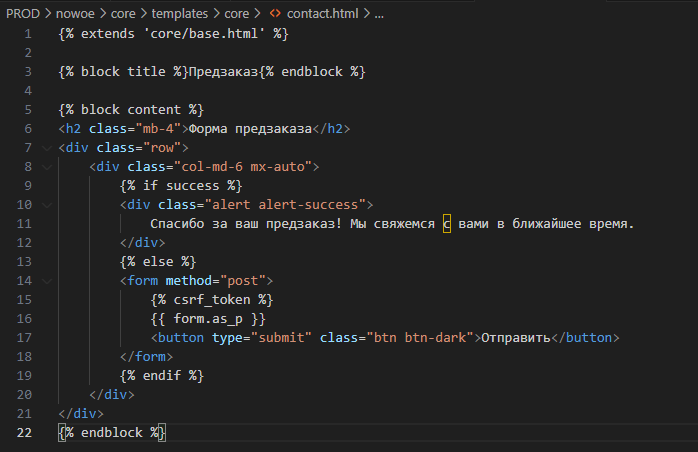 PROD > nowoe > core > templates > core > <> contact.html > ...
1 {% extends 'core/base.html' %}
2
3 {% block title %}Предзаказ{% endblock %}
4
5 {% block content %}
6 <h2 class="mb-4">Форма предзаказа</h2>
7 <div class="row">
8     <div class="col-md-6 mx-auto">
9         {% if success %}
10         <div class="alert alert-success">
11             Спасибо за ваш предзаказ! Мы свяжемся с вами в ближайшее время.
12         </div>
13         {% else %}
14         <form method="post">
15             {% csrf_token %}
16             {{ form.as_p }}
17             <button type="submit" class="btn btn-dark">Отправить</button>
18         </form>
19         {% endif %}
20     </div>
21 </div>
22 {% endblock %}